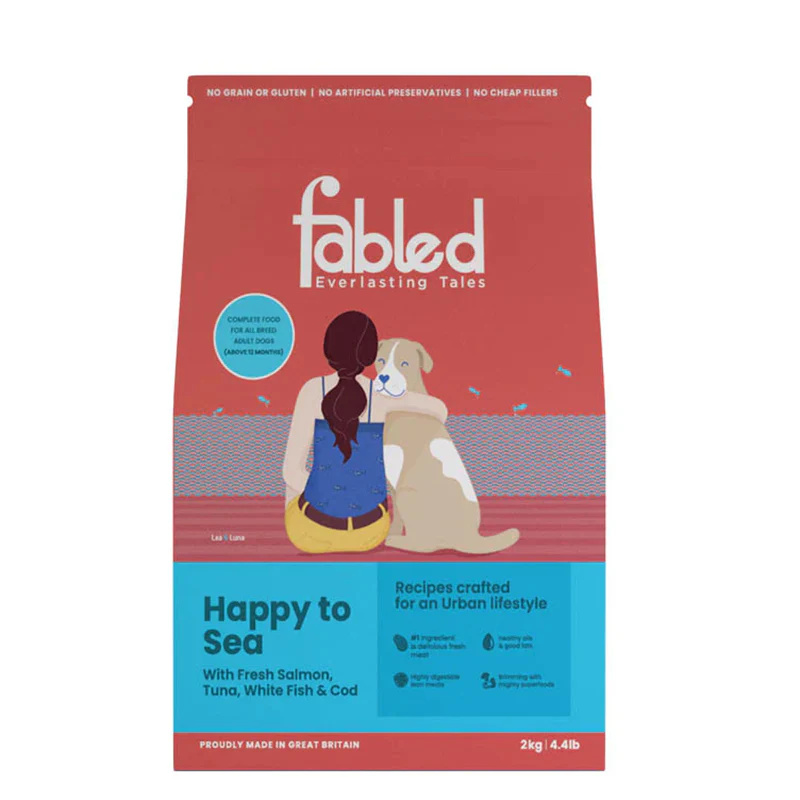 NO GRAIN OR GLUTEN | NO ARTIFICIAL PRESERVATIVES | NO CHEAP FILLERS
fabled
Everlasting Tales
COMPLETE FOOD
FOR ALL BREED
ADULT DOGS
(ABOVE 12 MONTHS)
Lea & Luna
Happy to
Sea
With Fresh Salmon,
Tuna, White Fish & Cod
Recipes crafted
for an Urban lifestyle
#1 ingredient
is delicious fresh
meat
Healthy oils
& good fats
Highly digestible
lean meats
Brimming with
mighty superfoods
PROUDLY MADE IN GREAT BRITAIN
2kg | 4.4lb